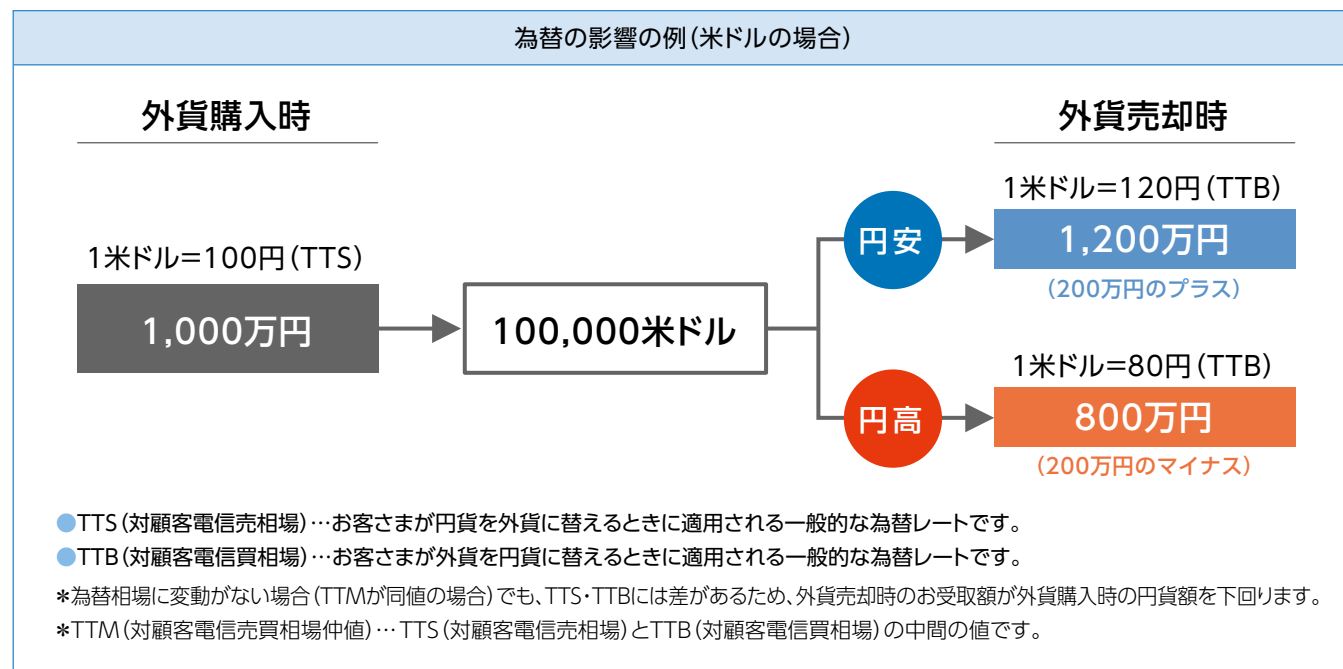 為替の影響の例(米ドルの場合)
外貨購入時
外貨売却時
1米ドル=100円(TTS)
1,000万円
100,000米ドル
円安
1米ドル=120円(TTB)
1,200万円
(200万円のプラス)
円高
1米ドル=80円(TTB)
800万円
(200万円のマイナス)
●TTS(対顧客電信売相場)…お客さまが円貨を外貨に替えるときに適用される一般的な為替レートです。
●TTB(対顧客電信買相場)…お客さまが外貨を円貨に替えるときに適用される一般的な為替レートです。
*為替相場に変動がない場合(TTMが同値の場合)でも、TTS・TTBには差があるため、外貨売却時のお受取額が外貨購入時の円貨額を下回ります。
*TTM(対顧客電信売買相場仲値)…TTS(対顧客電信売相場)とTTB(対顧客電信買相場)の中間の値です。